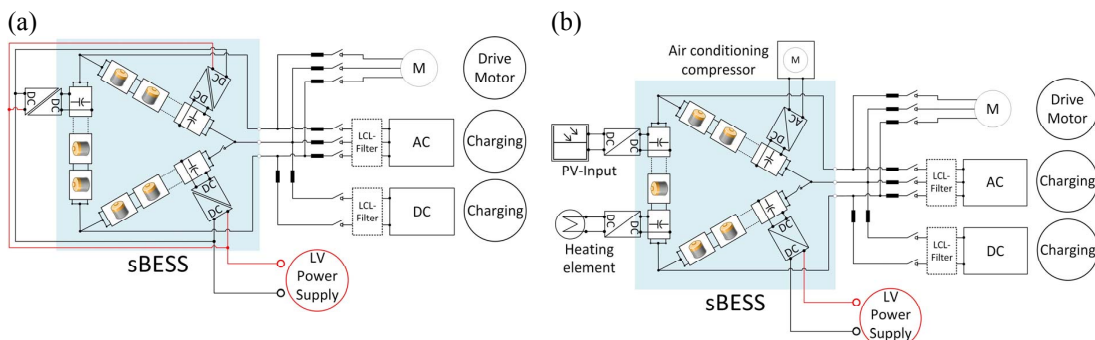 (a)
DC
DC
DC
DC
M
Drive
Motor
LCL-
Filter
AC
Charging
LCL-
Filter
DC
Charging
DC
DC
sBESS
LV
Power
Supply
(b)
Air conditioning
compressor
M
AC
DC
PV-Input
DC
DC
Heating
element
DC
DC
M
Drive
Motor
LCL-
Filter
AC
Charging
LCL-
Filter
DC
Charging
DC
DC
sBESS
LV
Power
Supply